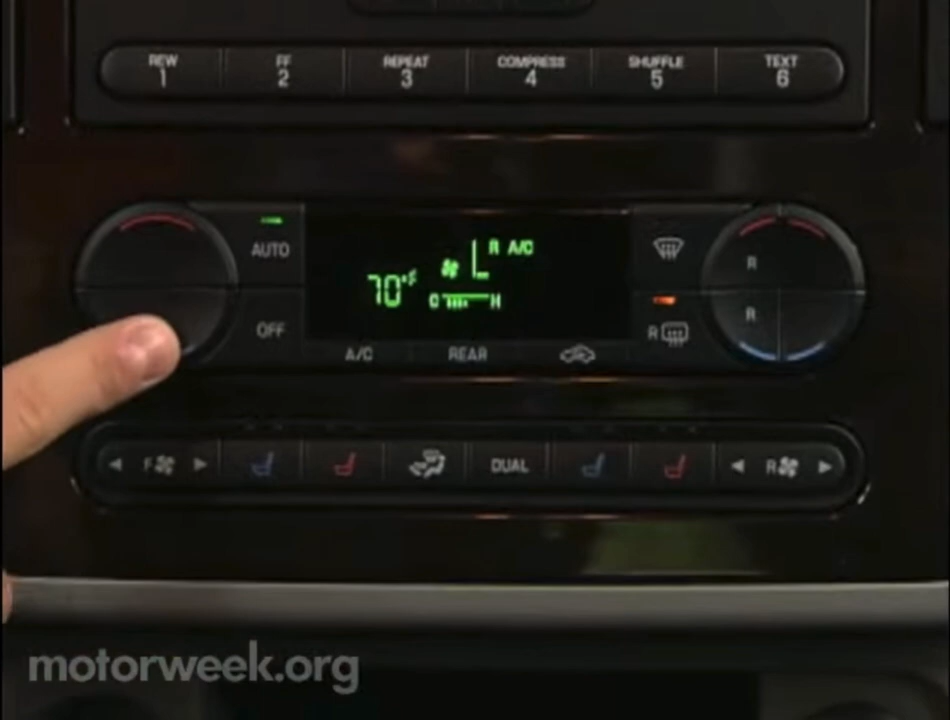 REW FF REPEAT COMPRESS SHUFFLE TEXT
1 2 3 4 5 6
AUTO
R A/C
R
70°F
C H
R
OFF
R
A/C REAR
F DUAL R
motorweek.org